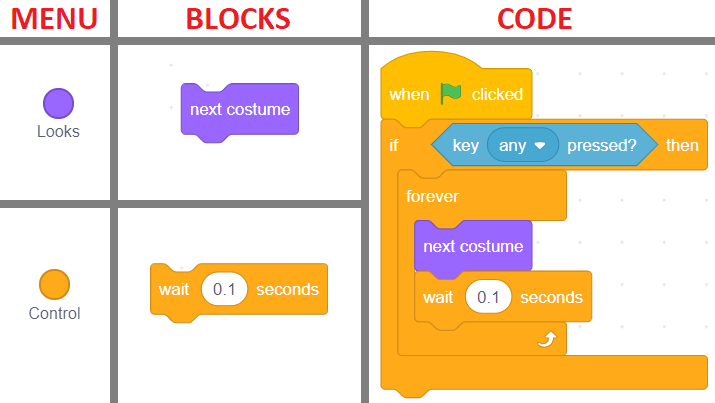 MENU BLOCKS CODE
Looks
next costume
Control
wait 0.1 seconds
when clicked
if key any pressed? then
forever
next costume
wait 0.1 seconds